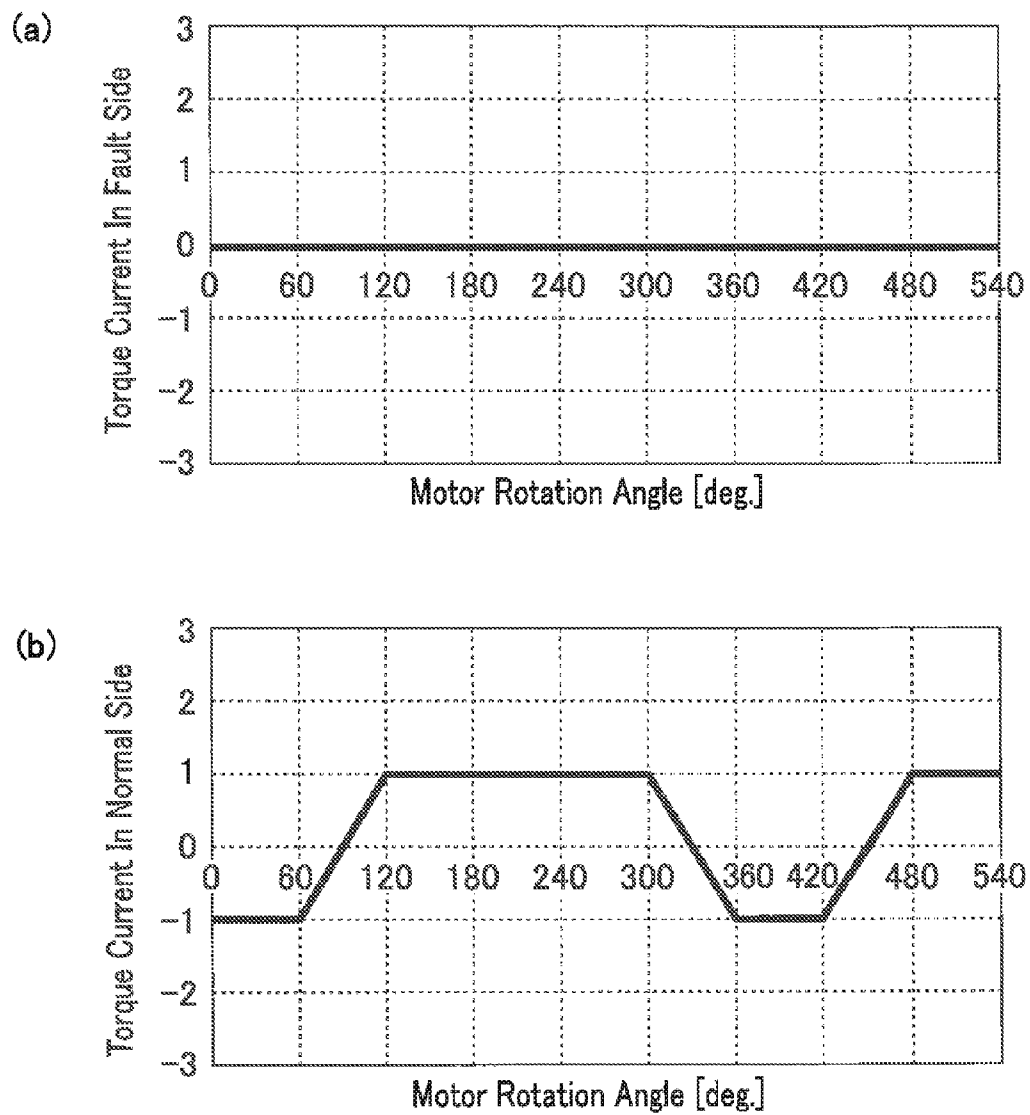 (a)
Torque Current In Fault Side
3
2
1
0
0 60 120 180 240 300 360 420 480 540
-1
-2
-3
Motor Rotation Angle [deg.]
(b)
Torque Current In Normal Side
3
2
1
0
0 60 120 180 240 300 360 420 480 540
-1
-2
-3
Motor Rotation Angle [deg.]